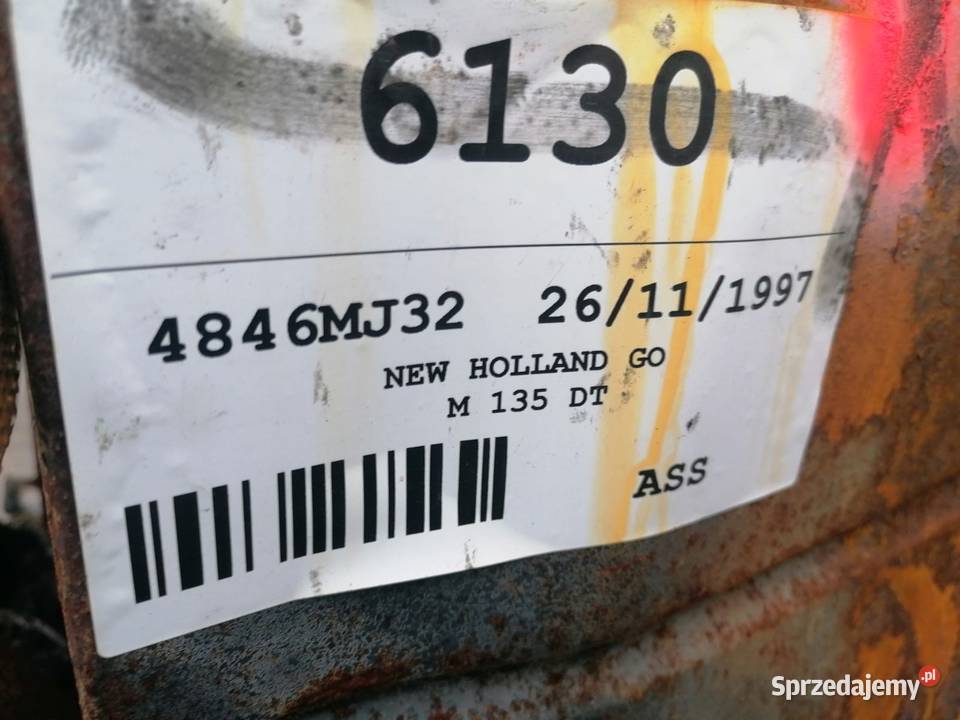 6130
4846MJ32 26/11/1997
NEW HOLLAND GO
M 135 DT
ASS
Sprzedajemy.pl